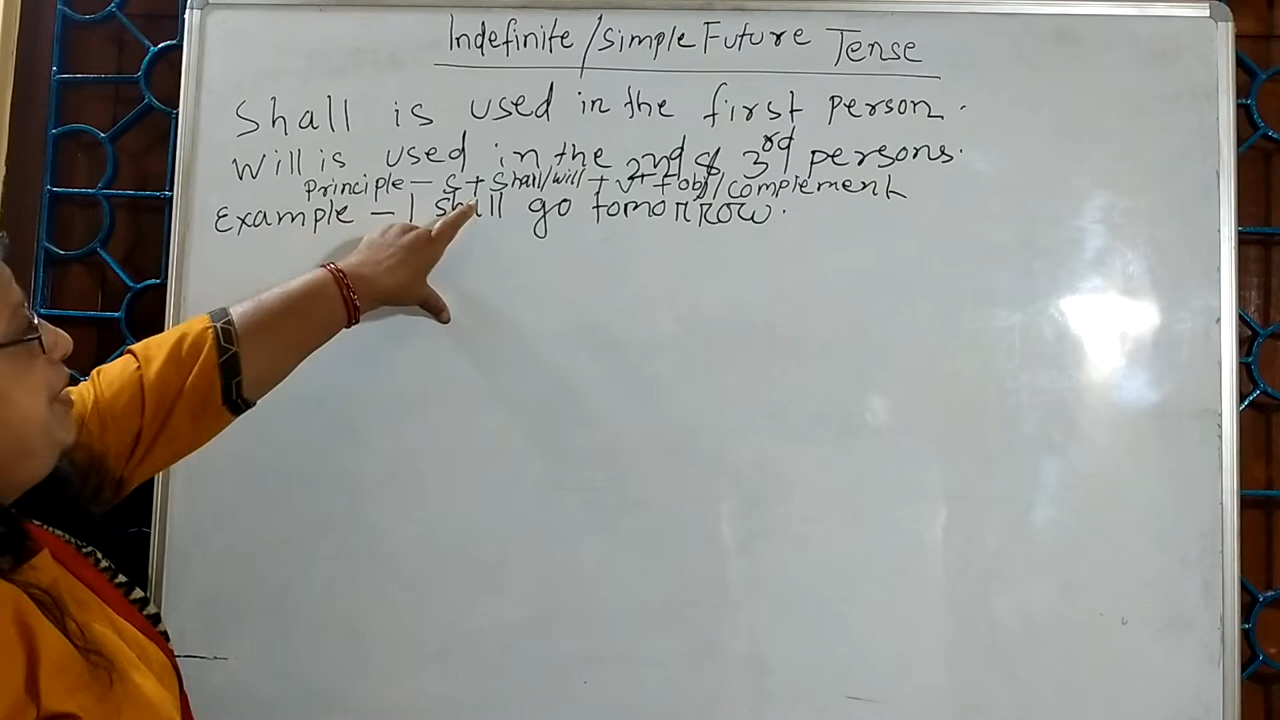 Indefinite/Simple Future Tense
Shall is used in the first person.
Will is used in the 2nd & 3rd persons.
Principle - S + Shall/will + V1 + obj/complement
Example - I shall go tomorrow.